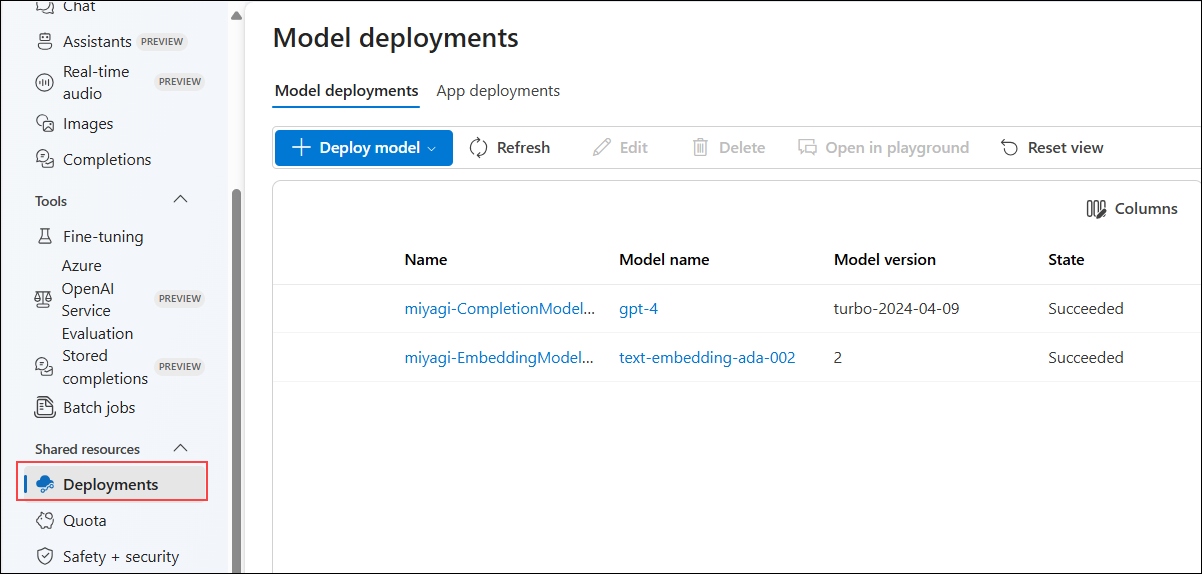 Chat
Assistants PREVIEW
Real-time
audio
PREVIEW
Images
Completions
Tools
Fine-tuning
Azure
OpenAI
Service
Evaluation
PREVIEW
Stored
completions
PREVIEW
Batch jobs
Shared resources
Deployments
Quota
Safety + security
Model deployments
Model deployments App deployments
Deploy model Refresh Edit Delete Open in playground Reset view
Columns
Name Model name Model version State
miyagi-CompletionModel... gpt-4 turbo-2024-04-09 Succeeded
miyagi-EmbeddingModel... text-embedding-ada-002 2 Succeeded